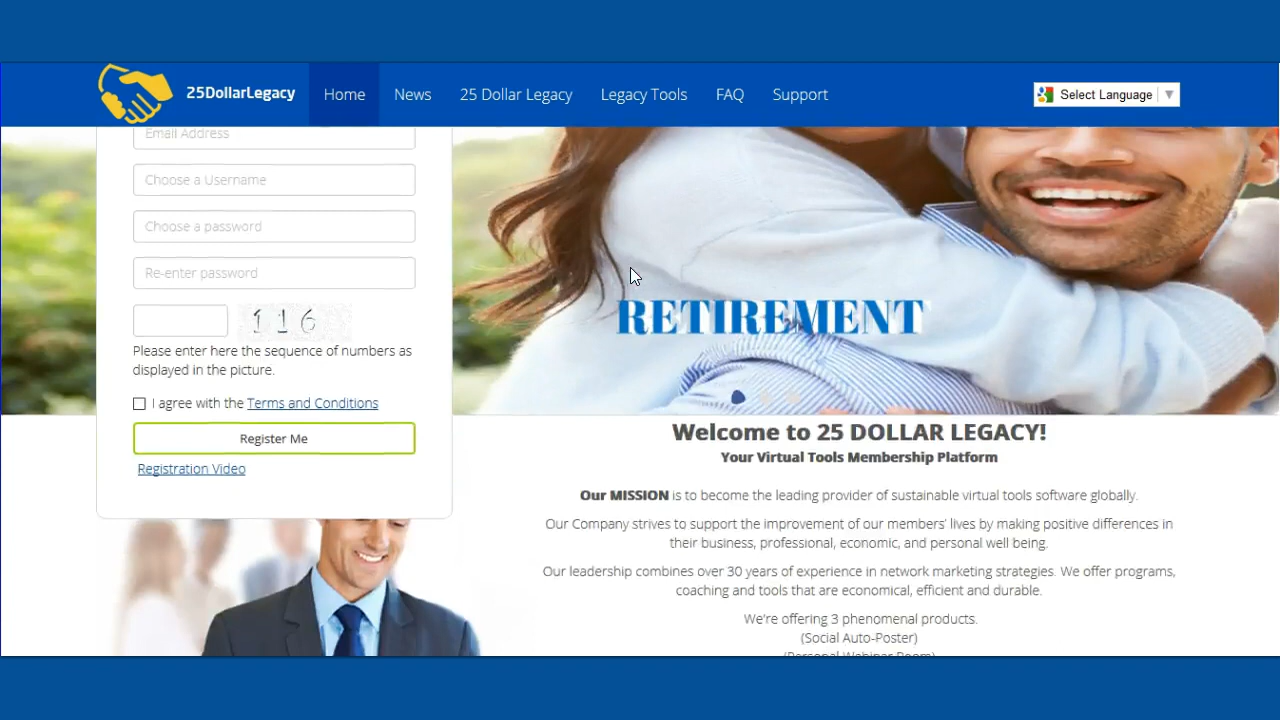 25DollarLegacy
Home
News
25 Dollar Legacy
Legacy Tools
FAQ
Support
Select Language
Email Address
Choose a Username
Choose a password
Re-enter password
116
Please enter here the sequence of numbers as
displayed in the picture.
I agree with the Terms and Conditions
Register Me
Registration Video
RETIREMENT
Welcome to 25 DOLLAR LEGACY!
Your Virtual Tools Membership Platform
Our MISSION is to become the leading provider of sustainable virtual tools software globally.
Our Company strives to support the improvement of our members' lives by making positive differences in
their business, professional, economic, and personal well being.
Our leadership combines over 30 years of experience in network marketing strategies. We offer programs,
coaching and tools that are economical, efficient and durable.
We're offering 3 phenomenal products.
(Social Auto-Poster)
(Personal Webinar Room)